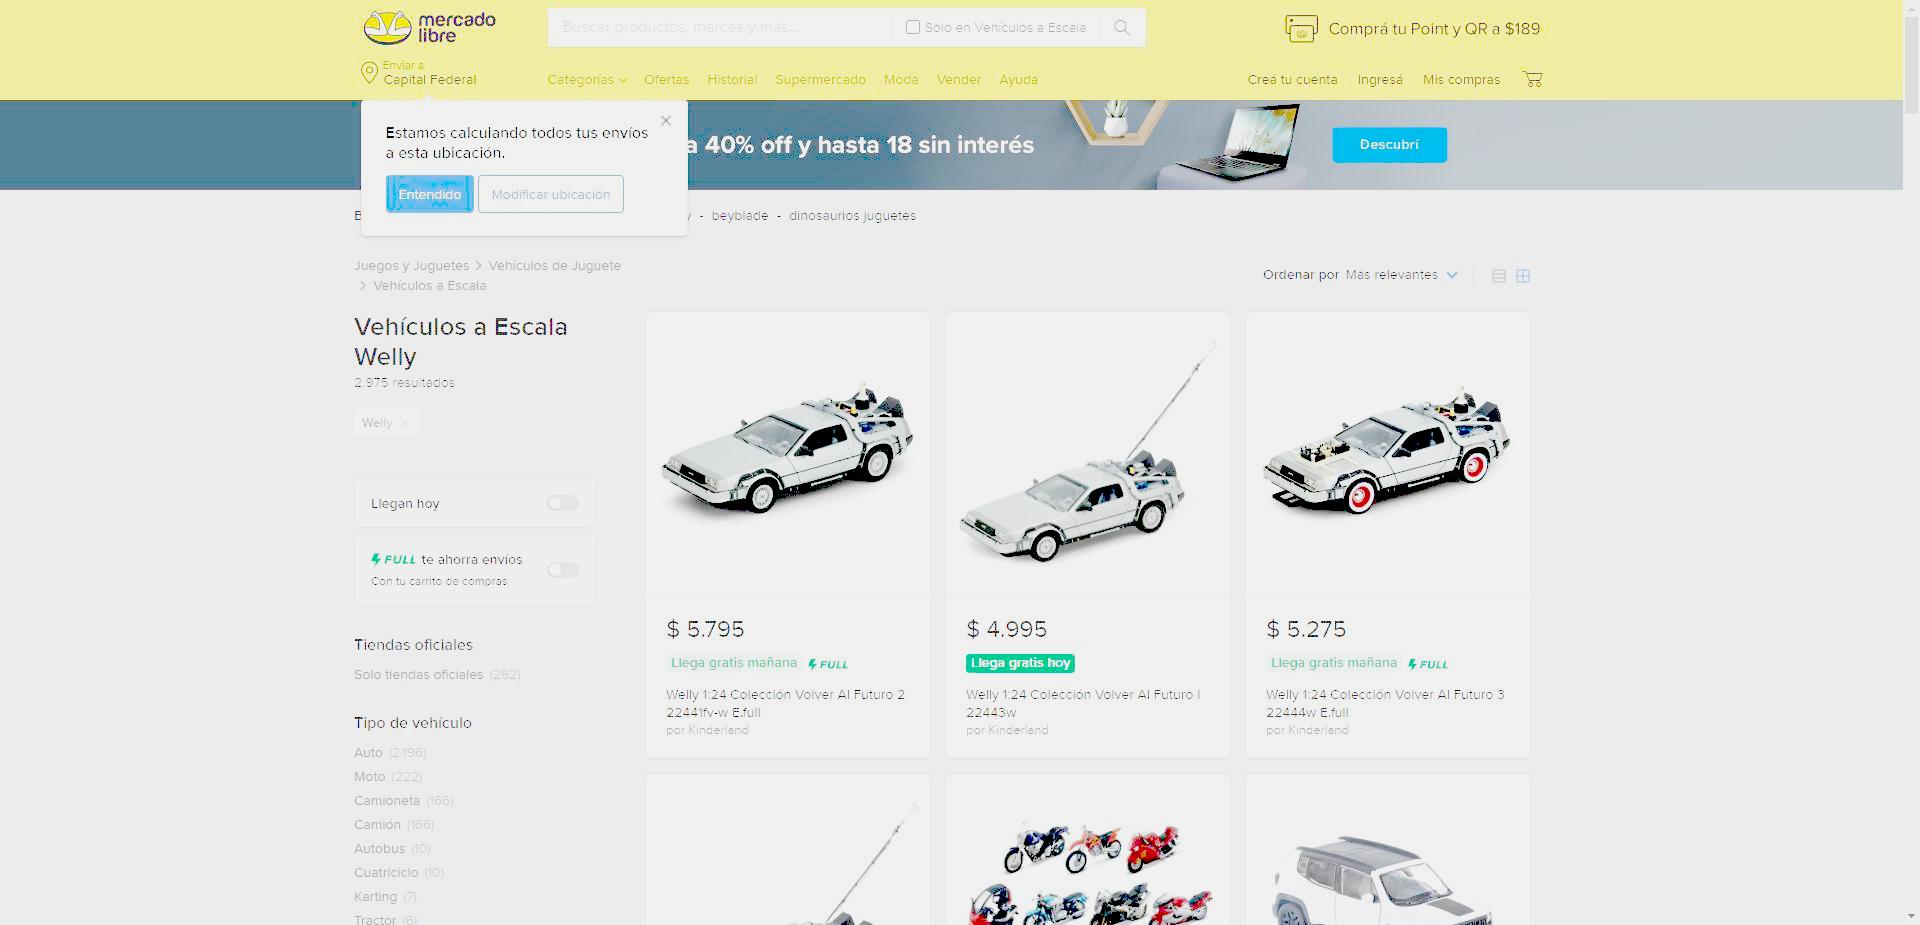 mercado
libre
Buscar productos, marcas y más...
Solo en Vehículos a Escala
Comprá tu Point y QR a $189
Enviar a
Capital Federal
Categorías
Ofertas
Historial
Supermercado
Moda
Vender
Ayuda
Creá tu cuenta
Ingresá
Mis compras
Estamos calculando todos tus envíos
a esta ubicación.
Entendido
Modificar ubicación
a 40% off y hasta 18 sin interés
Descubrí
- beyblade - dinosaurios juguetes
Juegos y Juguetes > Vehículos de Juguete
> Vehículos a Escala
Ordenar por Más relevantes
Vehículos a Escala
Welly
2.975 resultados
Welly
Llegan hoy
FULL te ahorra envíos
Con tu carrito de compras
Tiendas oficiales
Solo tiendas oficiales (262)
Tipo de vehículo
Auto (2.196)
Moto (222)
Camioneta (166)
Camión (166)
Autobus (10)
Cuatriciclo (10)
Karting (7)
Tractor (6)
$ 5.795
Llega gratis mañana FULL
Welly 1:24 Colección Volver Al Futuro 2
22441fv-w E.full
por Kinderland
$ 4.995
Llega gratis hoy
Welly 1:24 Colección Volver Al Futuro I
22443w
por Kinderland
$ 5.275
Llega gratis mañana FULL
Welly 1:24 Colección Volver Al Futuro 3
22444w E.full
por Kinderland